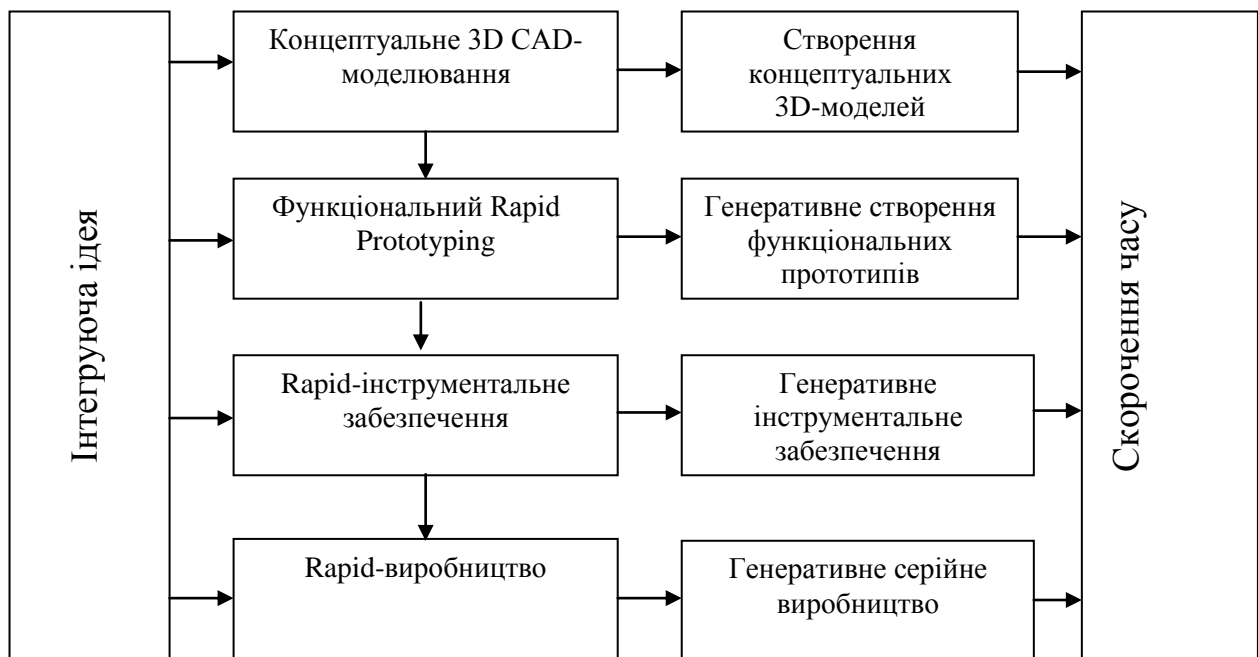 Інтегруюча ідея
Концептуальне 3D CAD-
моделювання
Створення
концептуальних
3D-моделей
Функціональний Rapid
Prototyping
Генеративне створення
функціональних
прототипів
Rapid-інструментальне
забезпечення
Генеративне
інструментальне
забезпечення
Rapid-виробництво
Генеративне серійне
виробництво
Скорочення часу